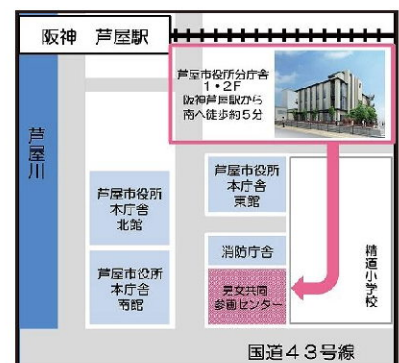 阪神 芦屋駅
芦屋市役所分庁舎
1・2F
阪神芦屋駅から
南へ徒歩約5分
芦屋川
芦屋市役所
本庁舎
東館
芦屋市役所
本庁舎
北館
消防庁舎
精道小学校
芦屋市役所
本庁舎
南館
男女共同
参画センター
国道43号線